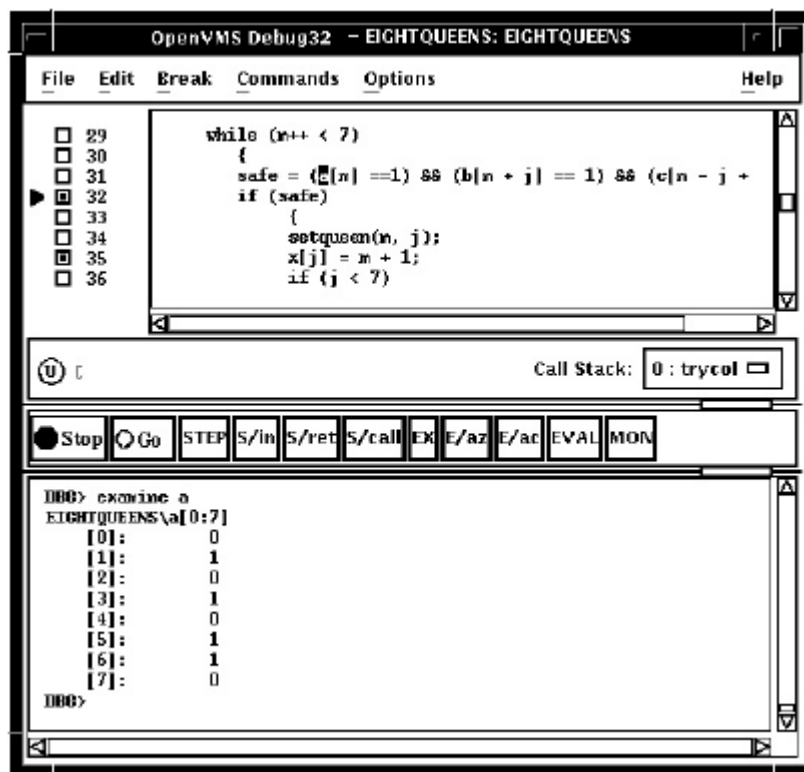 OpenVMS Debug32 – EIGHTQUEENS: EIGHTQUEENS
File Edit Break Commands Options Help
29 while (m++ < 7)
30 {
31 safe = (a[m] ==1) && (b[m + j] == 1) && (c[m - j +
32 if (safe)
33 {
34 setqueen(m, j);
35 x[j] = m + 1;
36 if (j < 7)
U Call Stack: 0 : trycol
Stop Go STEP S/in S/ret S/call EX E/az E/ac EVAL MON
DBG> examine a
EIGHTQUEENS\a[0:7]
[0]: 0
[1]: 1
[2]: 0
[3]: 1
[4]: 0
[5]: 1
[6]: 1
[7]: 0
DBG>